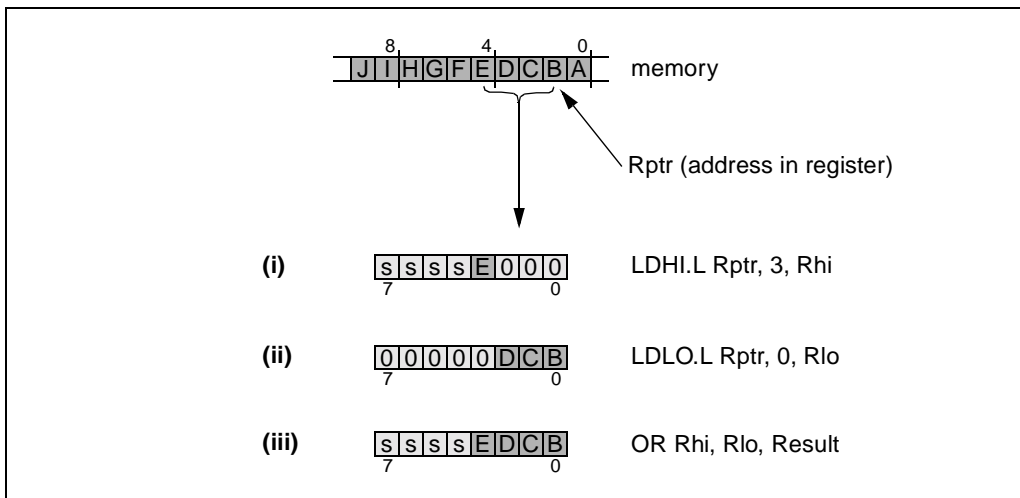 8 4 0
J I H G F E D C B A memory
Rptr (address in register)
(i) s s s s E 0 0 0 LDHI.L Rptr, 3, Rhi
7 0
(ii) 0 0 0 0 0 D C B LDLO.L Rptr, 0, Rlo
7 0
(iii) s s s s E D C B OR Rhi, Rlo, Result
7 0